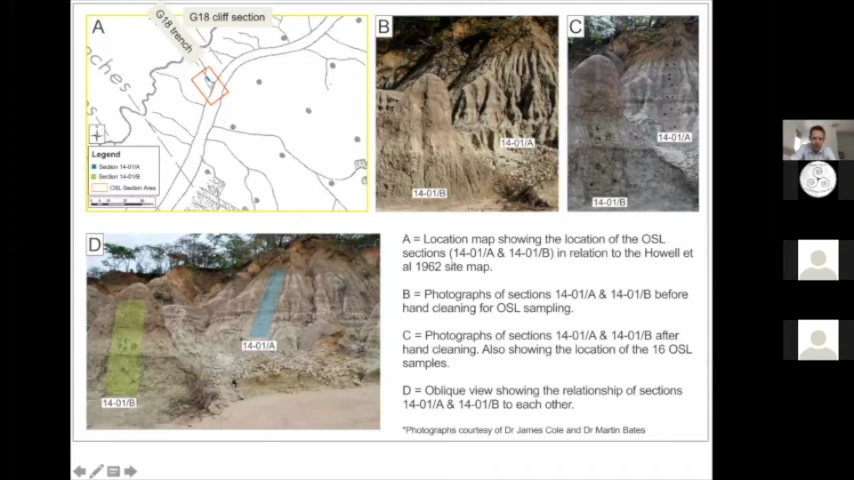 A
G18 trench
G18 cliff section
oches
Legend
Section 14-01/A
Section 14-01/B
OSL Section Area
B
14-01/A
14-01/B
C
14-01/A
14-01/B
D
14-01/A
14-01/B
A = Location map showing the location of the OSL
sections (14-01/A & 14-01/B) in relation to the Howell et
al 1962 site map.
B = Photographs of sections 14-01/A & 14-01/B before
hand cleaning for OSL sampling.
C = Photographs of sections 14-01/A & 14-01/B after
hand cleaning. Also showing the location of the 16 OSL
samples.
D = Oblique view showing the relationship of sections
14-01/A & 14-01/B to each other.
*Photographs courtesy of Dr James Cole and Dr Martin Bates